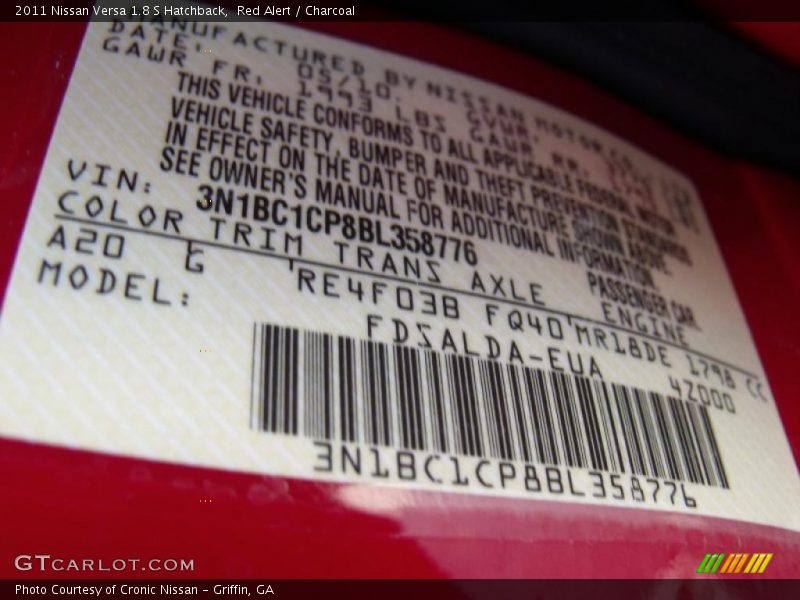 2011 Nissan Versa 1.8 S Hatchback, Red Alert / Charcoal
MANUFACTURED BY NISSAN MOTOR CO.
DATE: 05/10. GVWR:
GAWR FR: 1993 LBS GAWR RR.
THIS VEHICLE CONFORMS TO ALL APPLICABLE FEDERAL MOTOR
VEHICLE SAFETY, BUMPER AND THEFT PREVENTION STANDARDS
IN EFFECT ON THE DATE OF MANUFACTURE SHOWN ABOVE.
SEE OWNER'S MANUAL FOR ADDITIONAL INFORMATION
VIN: 3N1BC1CP8BL358776 PASSENGER CAR
COLOR TRIM TRANS AXLE ENGINE
A20 G RE4F03B FQ40 MR18DE 1798 CC
MODEL: FDSALDA-EUA 4Z000
3N1BC1CP8BL358776
GTcarlot.com
Photo Courtesy of Cronic Nissan - Griffin, GA